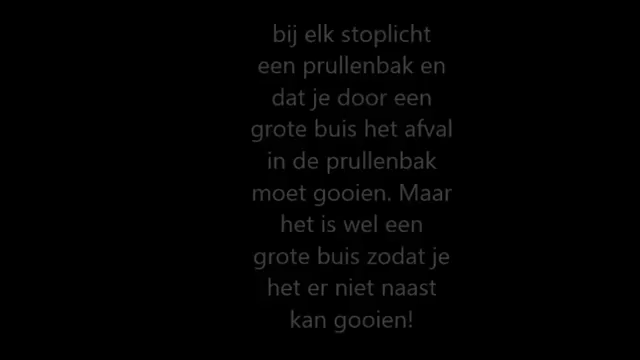 bij elk stoplicht
een prullenbak en
dat je door een
grote buis het afval
in de prullenbak
moet gooien. Maar
het is wel een
grote buis zodat je
het er niet naast
kan gooien!